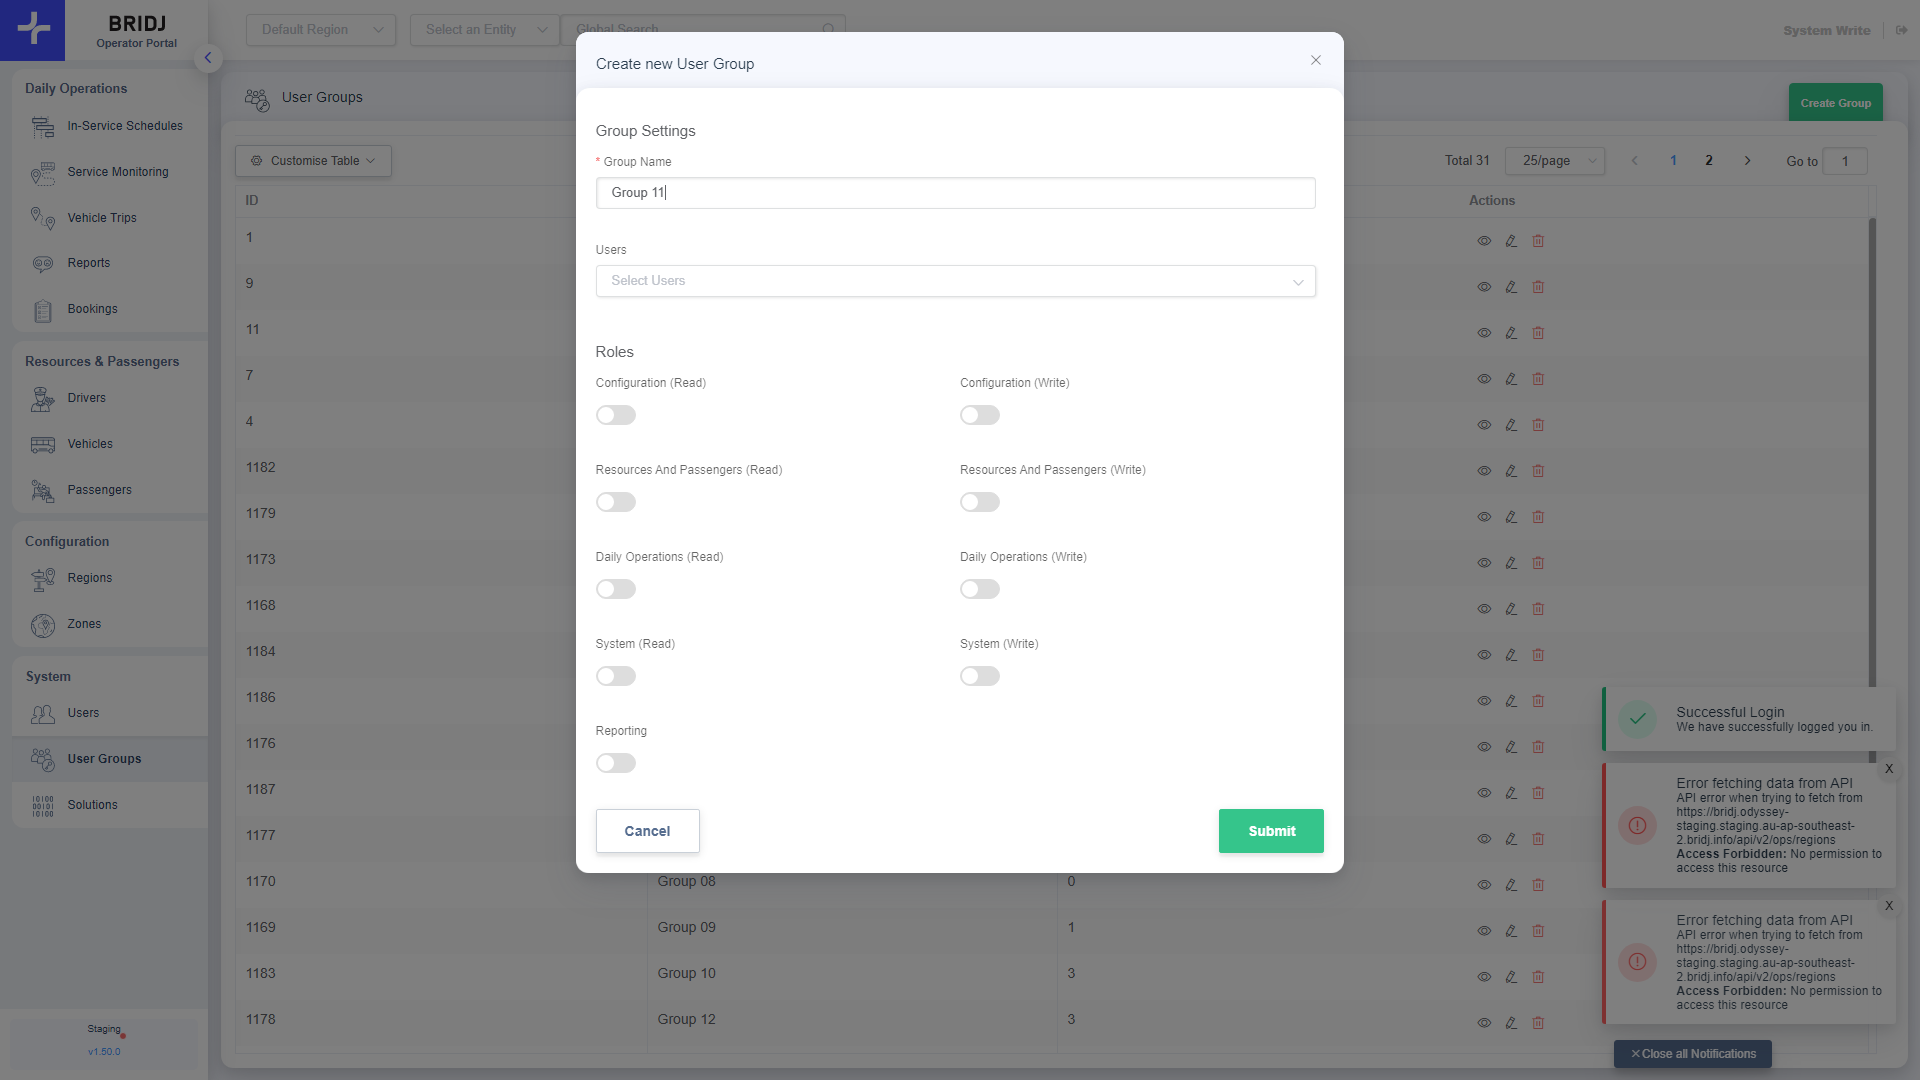 BRIDJ
Operator Portal
Default Region
Select an Entity
Global Search
System Write
Daily Operations
In-Service Schedules
Service Monitoring
Vehicle Trips
Reports
Bookings
Resources & Passengers
Drivers
Vehicles
Passengers
Configuration
Regions
Zones
System
Users
User Groups
Solutions
Staging
v1.50.0
User Groups
Create Group
Customise Table
Total 31
25/page
1
2
Go to
1
ID
Actions
1
9
11
7
4
1182
1179
1173
1168
1184
1186
1176
1187
1177
1170 Group 08 0
1169 Group 09 1
1183 Group 10 3
1178 Group 12 3
Create new User Group
Group Settings
* Group Name
Group 11
Users
Select Users
Roles
Configuration (Read)
Configuration (Write)
Resources And Passengers (Read)
Resources And Passengers (Write)
Daily Operations (Read)
Daily Operations (Write)
System (Read)
System (Write)
Reporting
Cancel
Submit
Successful Login
We have successfully logged you in.
X
Error fetching data from API
API error when trying to fetch from
https://bridj.odyssey-
staging.staging.au-ap-southeast-
2.bridj.info/api/v2/ops/regions
Access Forbidden: No permission to
access this resource
X
Error fetching data from API
API error when trying to fetch from
https://bridj.odyssey-
staging.staging.au-ap-southeast-
2.bridj.info/api/v2/ops/regions
Access Forbidden: No permission to
access this resource
Close all Notifications